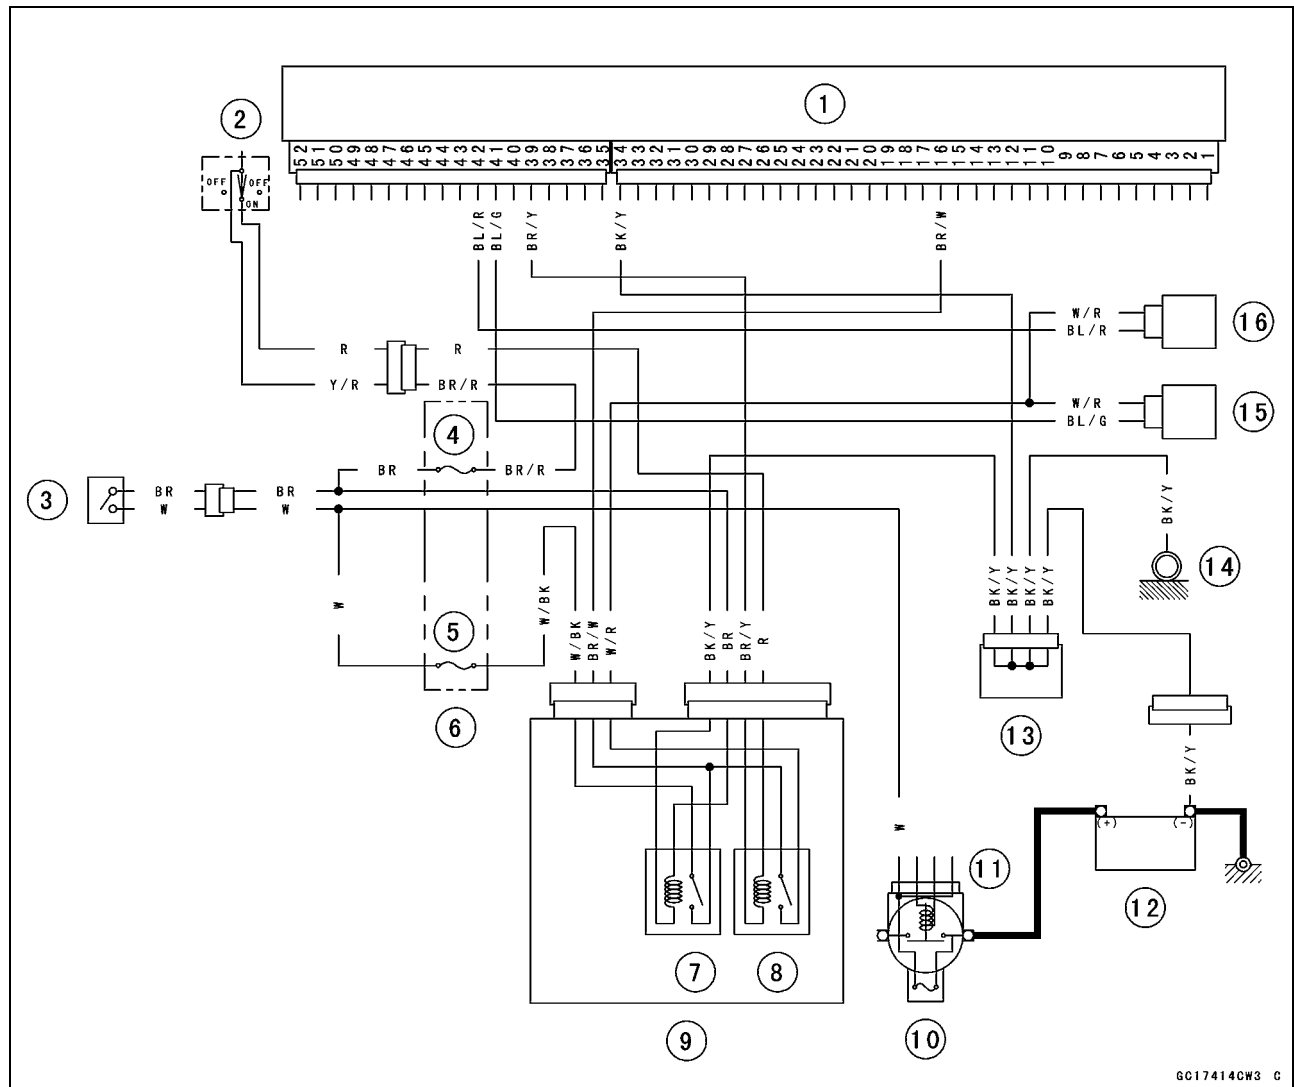 1
2
OFF OFF
ON
52 51 50 49 48 47 46 45 44 43 42 41 40 39 38 37 36 35 34 33 32 31 30 29 28 27 26 25 24 23 22 21 20 19 18 17 16 15 14 13 12 11 10 9 8 7 6 5 4 3 2 1
BL/R BL/G BR/Y BK/Y BR/W
W/R
BL/R
16
R R
Y/R BR/R
W/R
BL/G
15
4
BR BR/R
3
BR BR
W W
BK/Y
14
W W/BK
BK/Y BK/Y BK/Y BK/Y
5
W/BK BR/W W/R BK/Y BR BR/Y R
6
13
BK/Y
W
(+) (-)
11
12
7 8
9
10
GC17414CW3 C